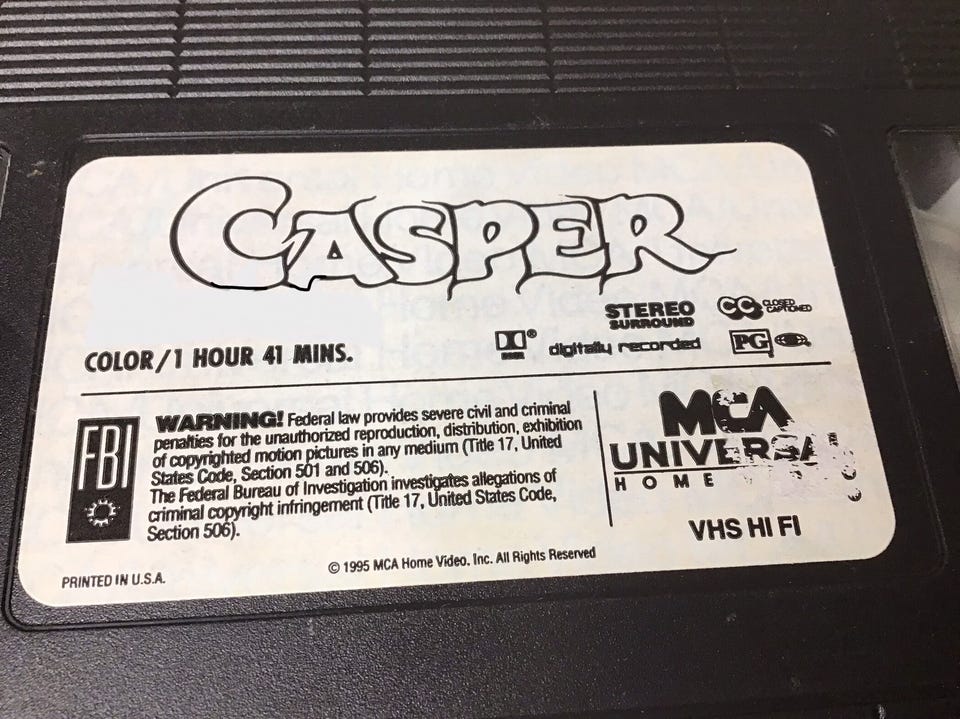 CASPER
STEREO
SURROUND
CC CLOSED CAPTIONED
COLOR/1 HOUR 41 MINS.
® digitally recorded
PG
FBI
WARNING! Federal law provides severe civil and criminal
penalties for the unauthorized reproduction, distribution, exhibition
of copyrighted motion pictures in any medium (Title 17, United
States Code, Section 501 and 506).
The Federal Bureau of Investigation investigates allegations of
criminal copyright infringement (Title 17, United States Code,
Section 506).
MCA
UNIVERSA
HOME
VHS HI FI
© 1995 MCA Home Video, Inc. All Rights Reserved
PRINTED IN U.S.A.